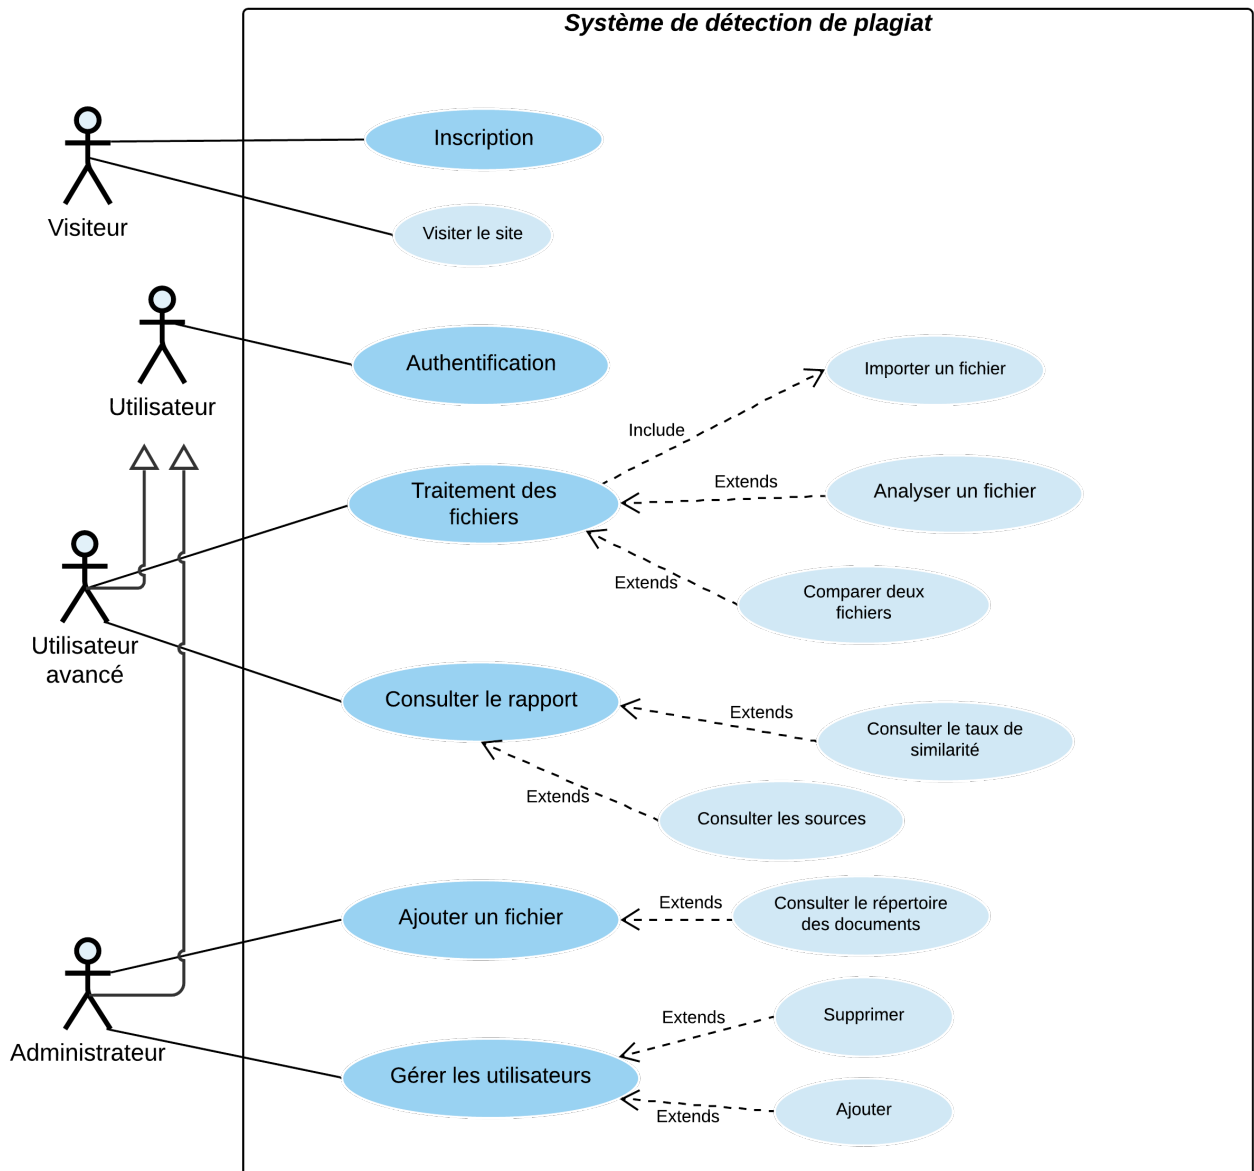 Système de détection de plagiat
Inscription
Visiter le site
Visiteur
Authentification
Utilisateur
Importer un fichier
Include
Traitement des
fichiers
Extends
Analyser un fichier
Extends
Comparer deux
fichiers
Utilisateur
avancé
Consulter le rapport
Extends
Consulter le taux de
similarité
Extends
Consulter les sources
Ajouter un fichier
Extends
Consulter le répertoire
des documents
Administrateur
Extends
Supprimer
Gérer les utilisateurs
Extends
Ajouter